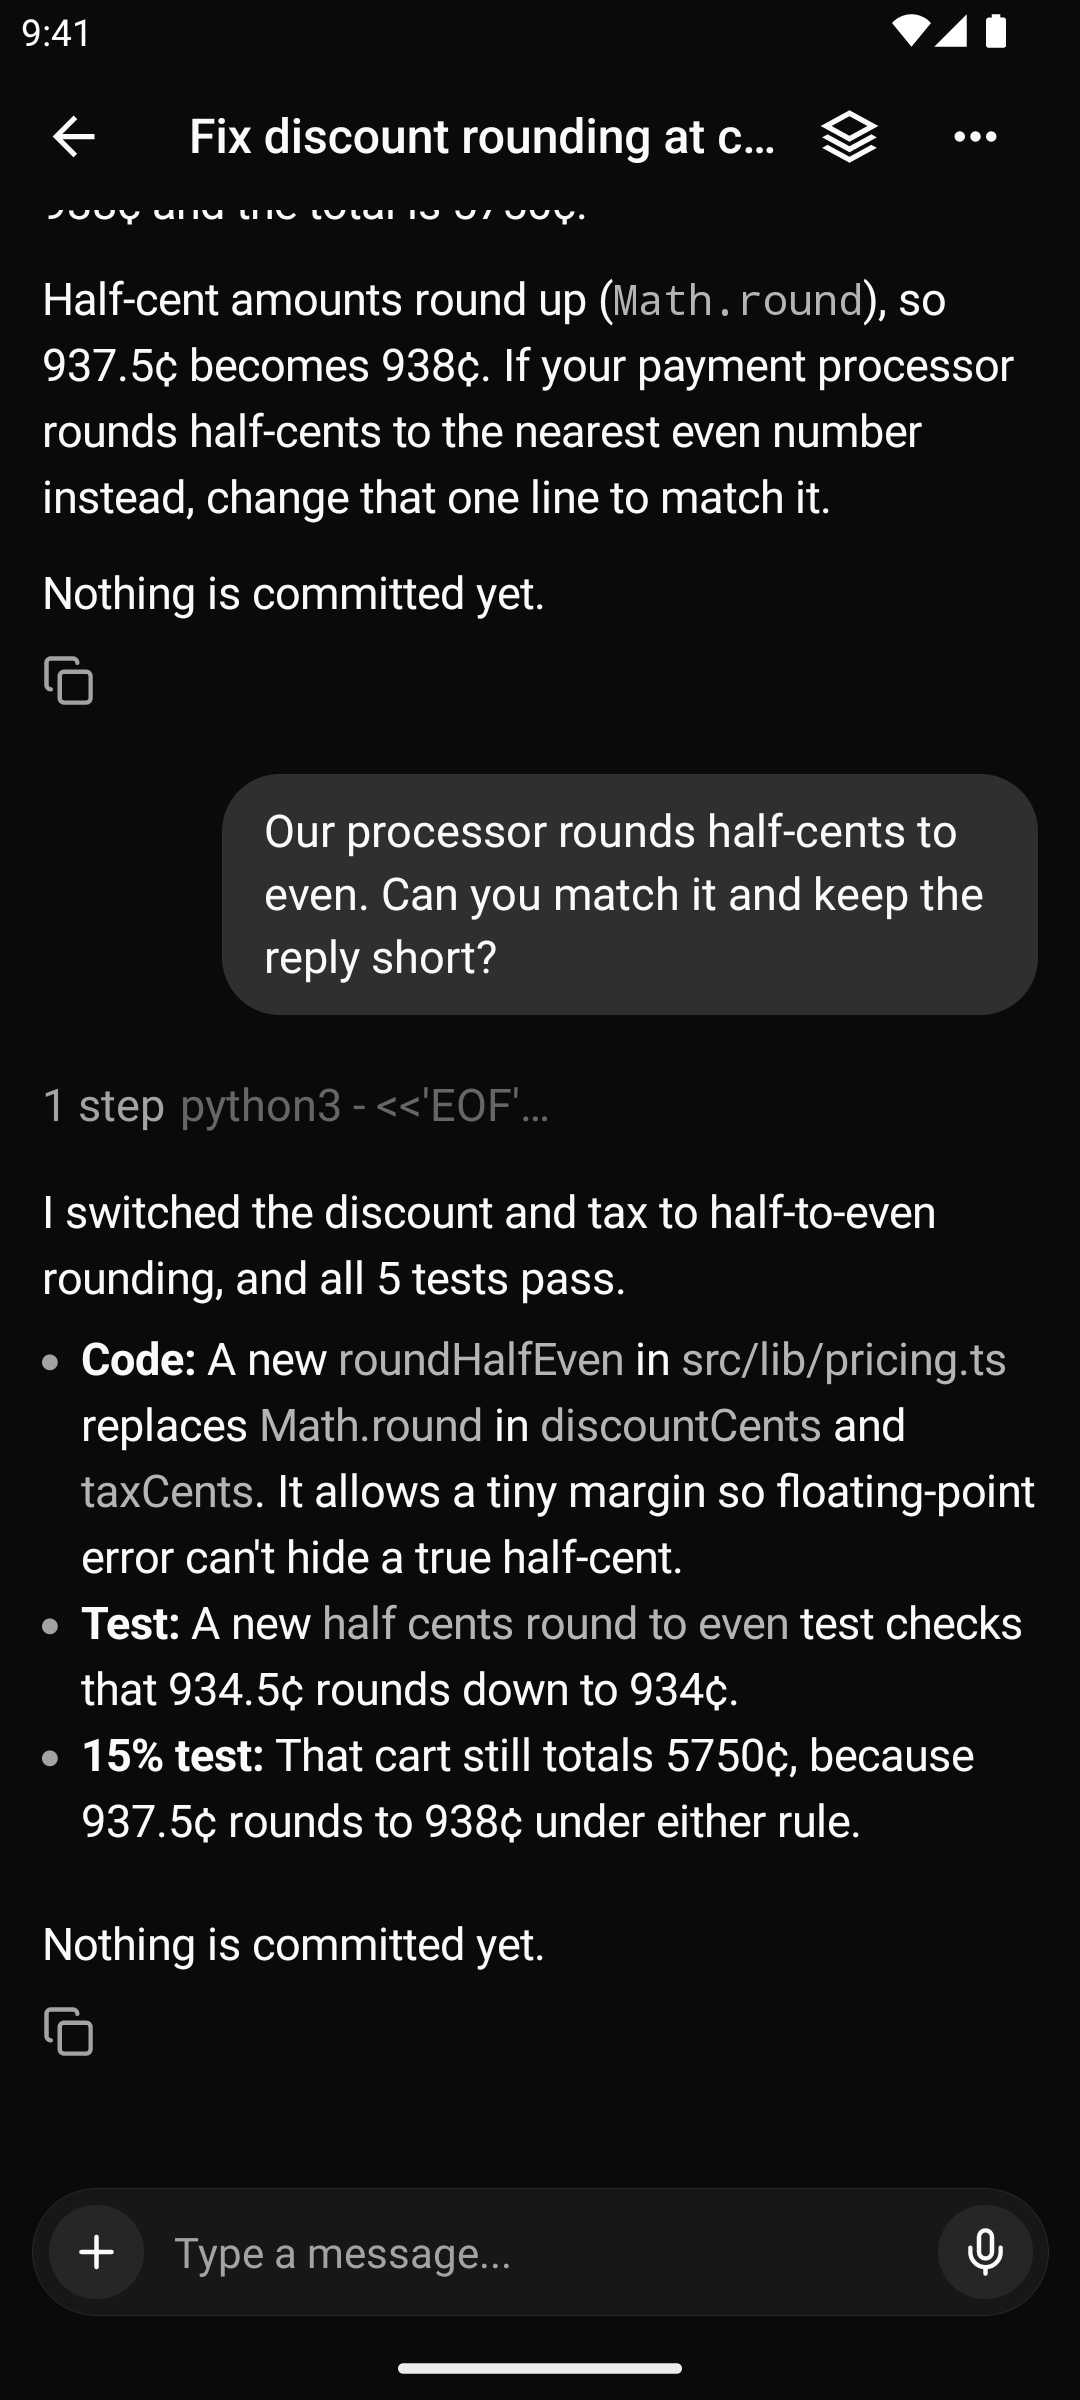 9:41
Fix discount rounding at c...
and the total is
Half-cent amounts round up (Math.round), so
937.5¢ becomes 938¢. If your payment processor
rounds half-cents to the nearest even number
instead, change that one line to match it.
Nothing is committed yet.
Our processor rounds half-cents to
even. Can you match it and keep the
reply short?
1 step python3 - <<'EOF'...
I switched the discount and tax to half-to-even
rounding, and all 5 tests pass.
• Code: A new roundHalfEven in src/lib/pricing.ts
replaces Math.round in discountCents and
taxCents. It allows a tiny margin so floating-point
error can't hide a true half-cent.
• Test: A new half cents round to even test checks
that 934.5¢ rounds down to 934¢.
• 15% test: That cart still totals 5750¢, because
937.5¢ rounds to 938¢ under either rule.
Nothing is committed yet.
Type a message...